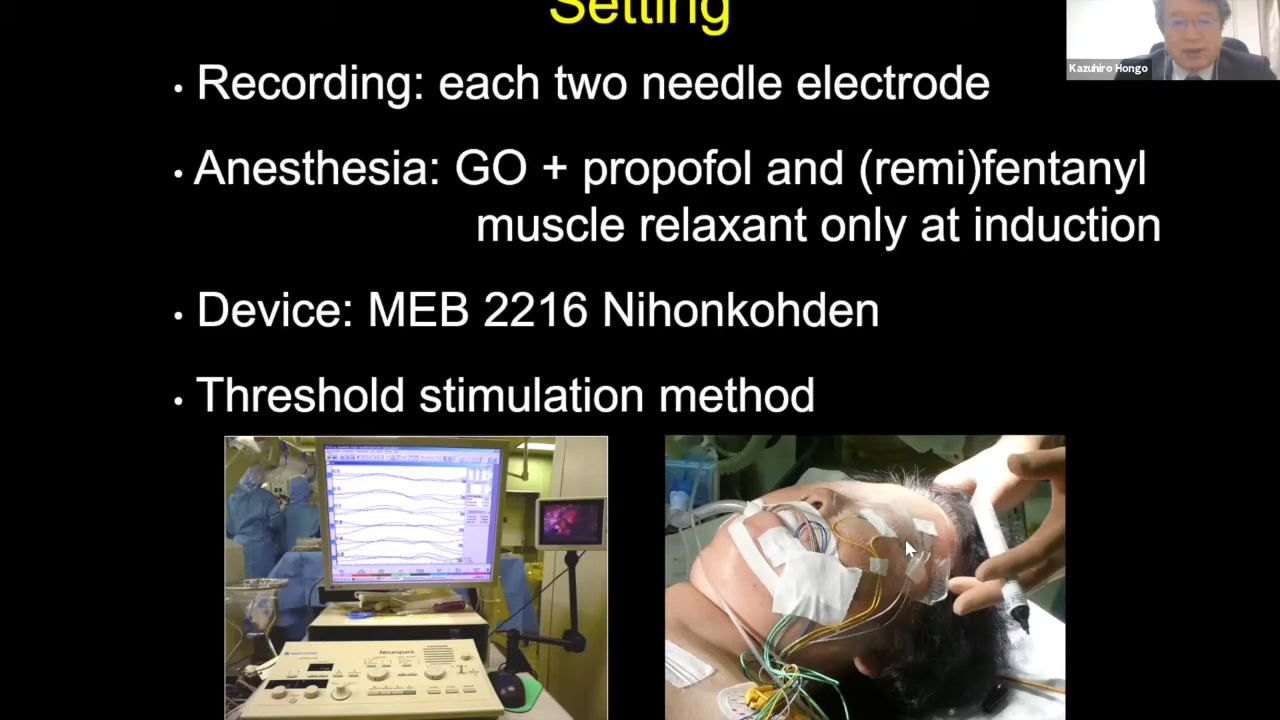 Setting
Kazuhiro Hongo
• Recording: each two needle electrode
• Anesthesia: GO + propofol and (remi)fentanyl
muscle relaxant only at induction
• Device: MEB 2216 Nihonkohden
• Threshold stimulation method
Neuropack